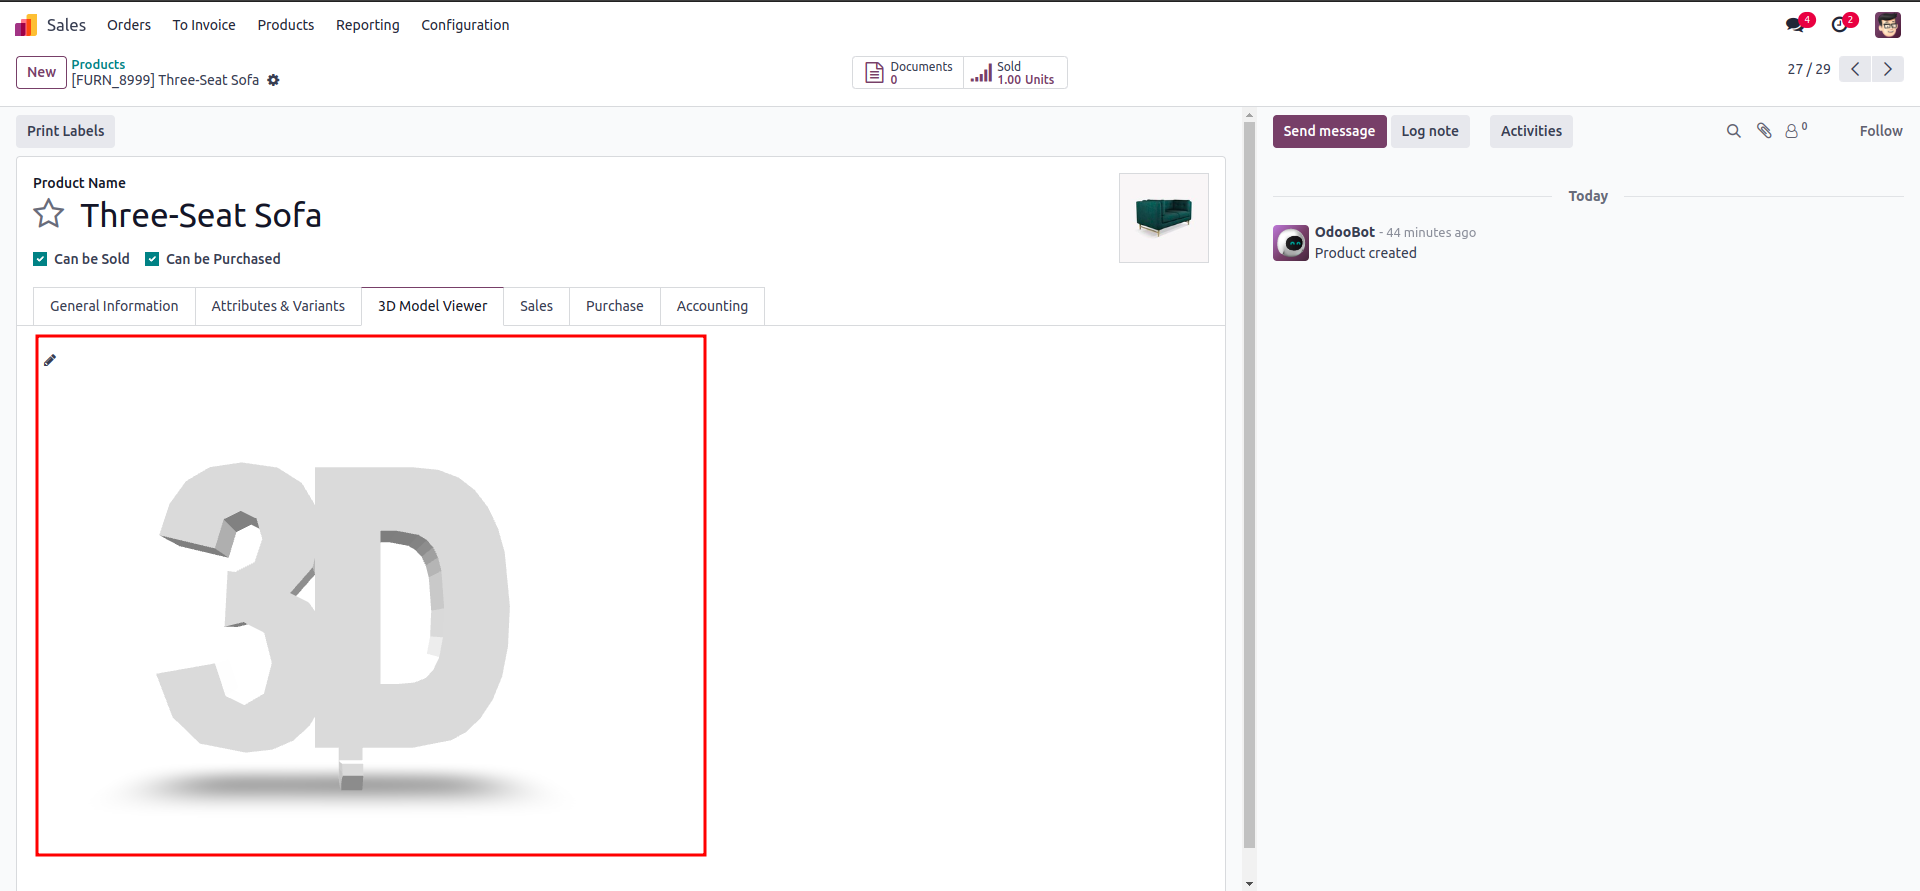 Sales Orders To Invoice Products Reporting Configuration 4 2
New
Products
[FURN_8999] Three-Seat Sofa
Documents
0
Sold
1.00 Units
27 / 29
Print Labels
Send message Log note Activities 0 Follow
Product Name
Three-Seat Sofa
Can be Sold Can be Purchased
General Information Attributes & Variants 3D Model Viewer Sales Purchase Accounting
3D
Today
OdooBot - 44 minutes ago
Product created